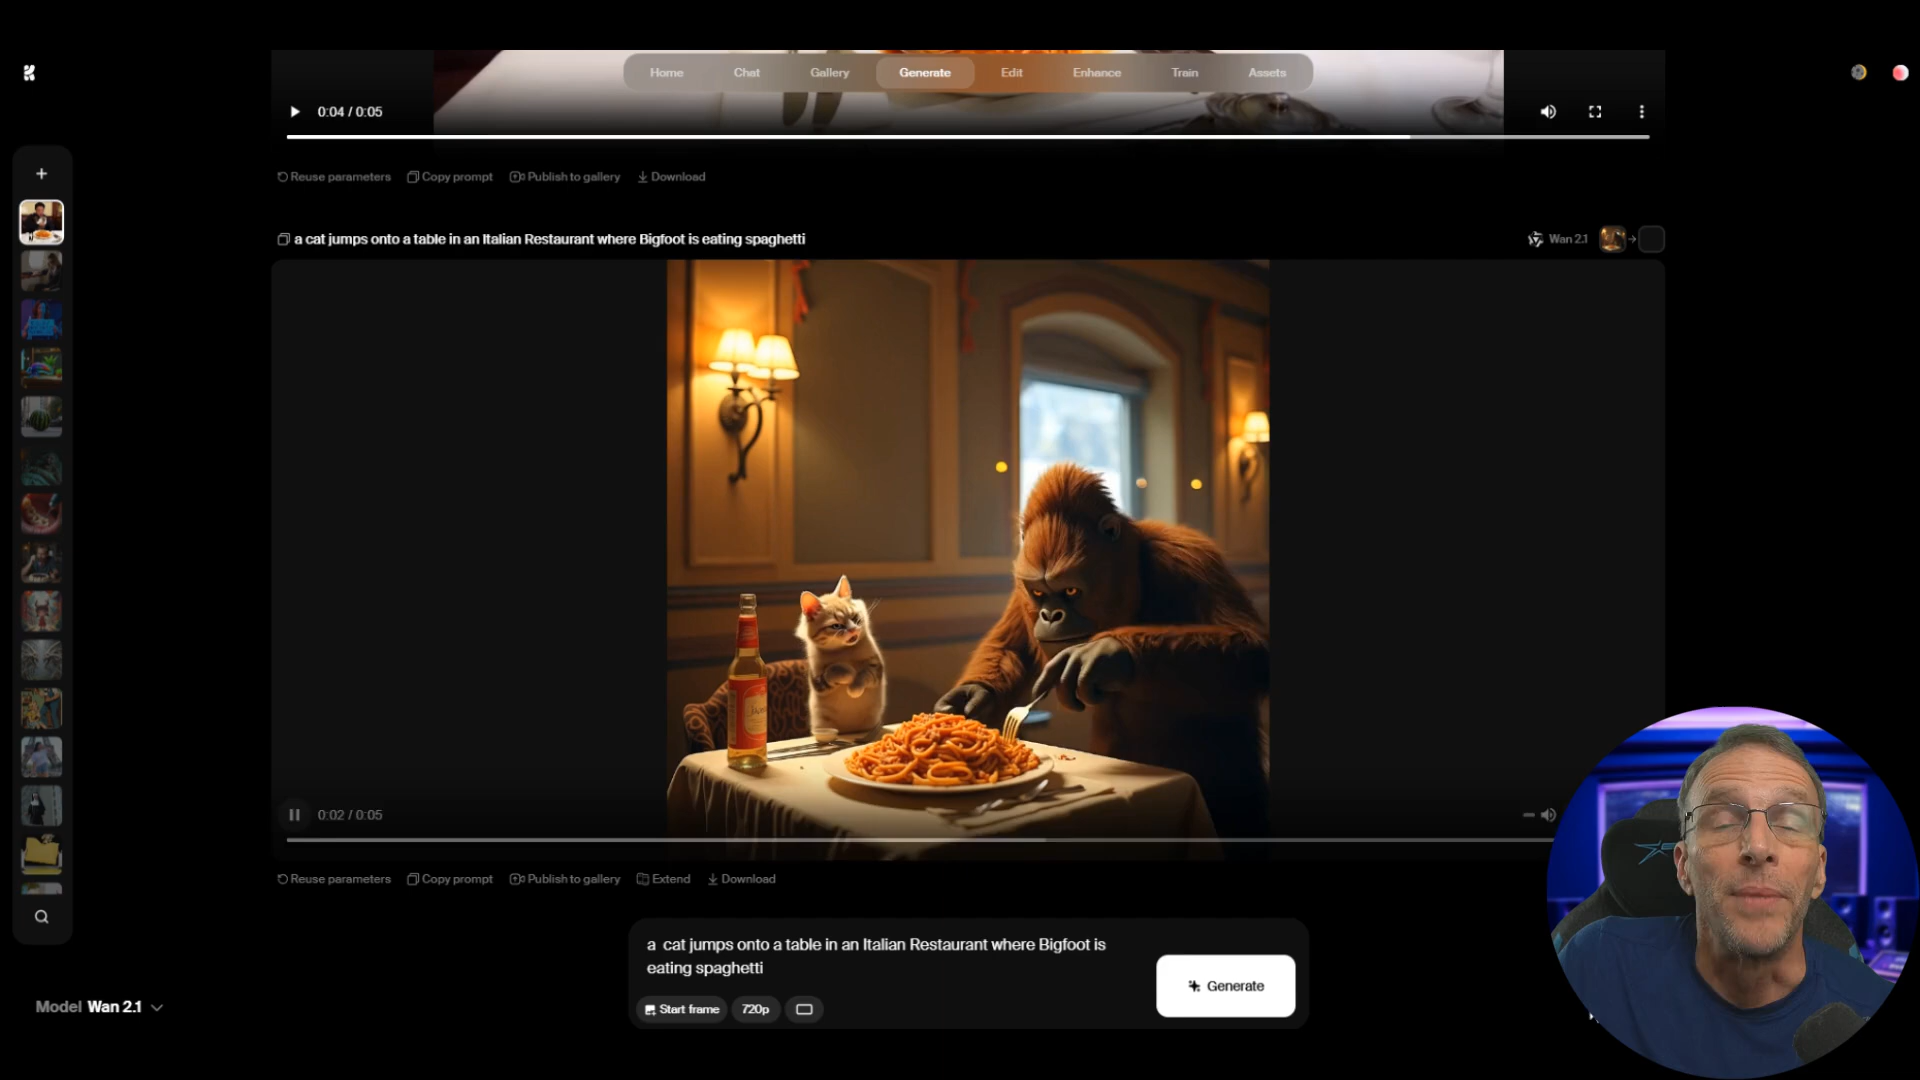 Home Chat Gallery Generate Edit Enhance Train Assets
0:04 / 0:05
Reuse parameters Copy prompt Publish to gallery Download
a cat jumps onto a table in an Italian Restaurant where Bigfoot is eating spaghetti
Wan 2.1
0:02 / 0:05
Reuse parameters Copy prompt Publish to gallery Extend Download
a cat jumps onto a table in an Italian Restaurant where Bigfoot is
eating spaghetti
Generate
Start frame 720p
Model Wan 2.1